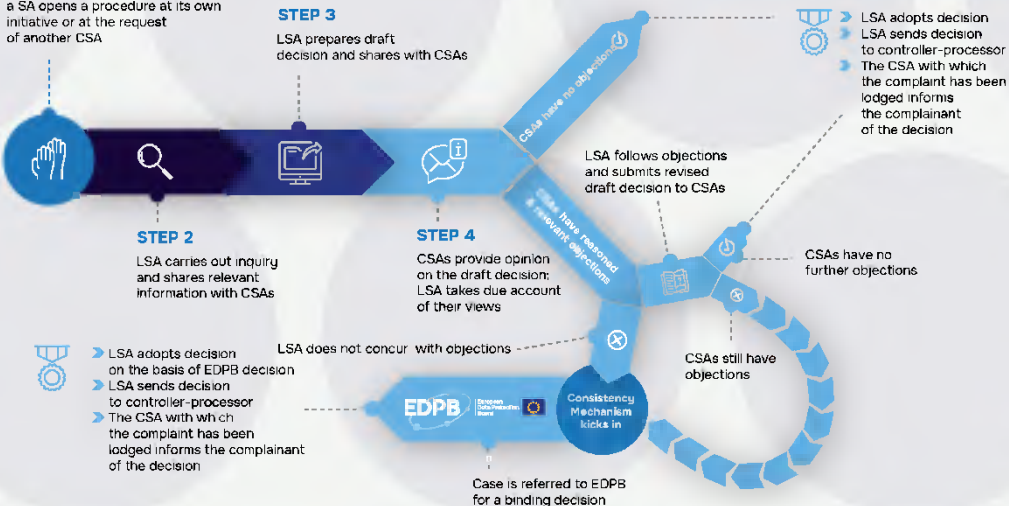 a SA opens a procedure at its own
initiative or at the request
of another CSA
STEP 2
LSA carries out inquiry
and shares relevant
information with CSAs
STEP 3
LSA prepares draft
decision and shares with CSAs
STEP 4
CSAs provide opinion
on the draft decision;
LSA takes due account
of their views
CSAs have no objections
LSA adopts decision
LSA sends decision
to controller-processor
The CSA with which
the complaint has been
lodged informs
the complainant
of the decision
CSAs have reasoned
& relevant objections
LSA follows objections
and submits revised
draft decision to CSAs
CSAs have no
further objections
CSAs still have
objections
LSA does not concur with objections
Consistency
Mechanism
kicks in
EDPB
European
Data Protection
Board
Case is referred to EDPB
for a binding decision
LSA adopts decision
on the basis of EDPB decision
LSA sends decision
to controller-processor
The CSA with which
the complaint has been
lodged informs the complainant
of the decision